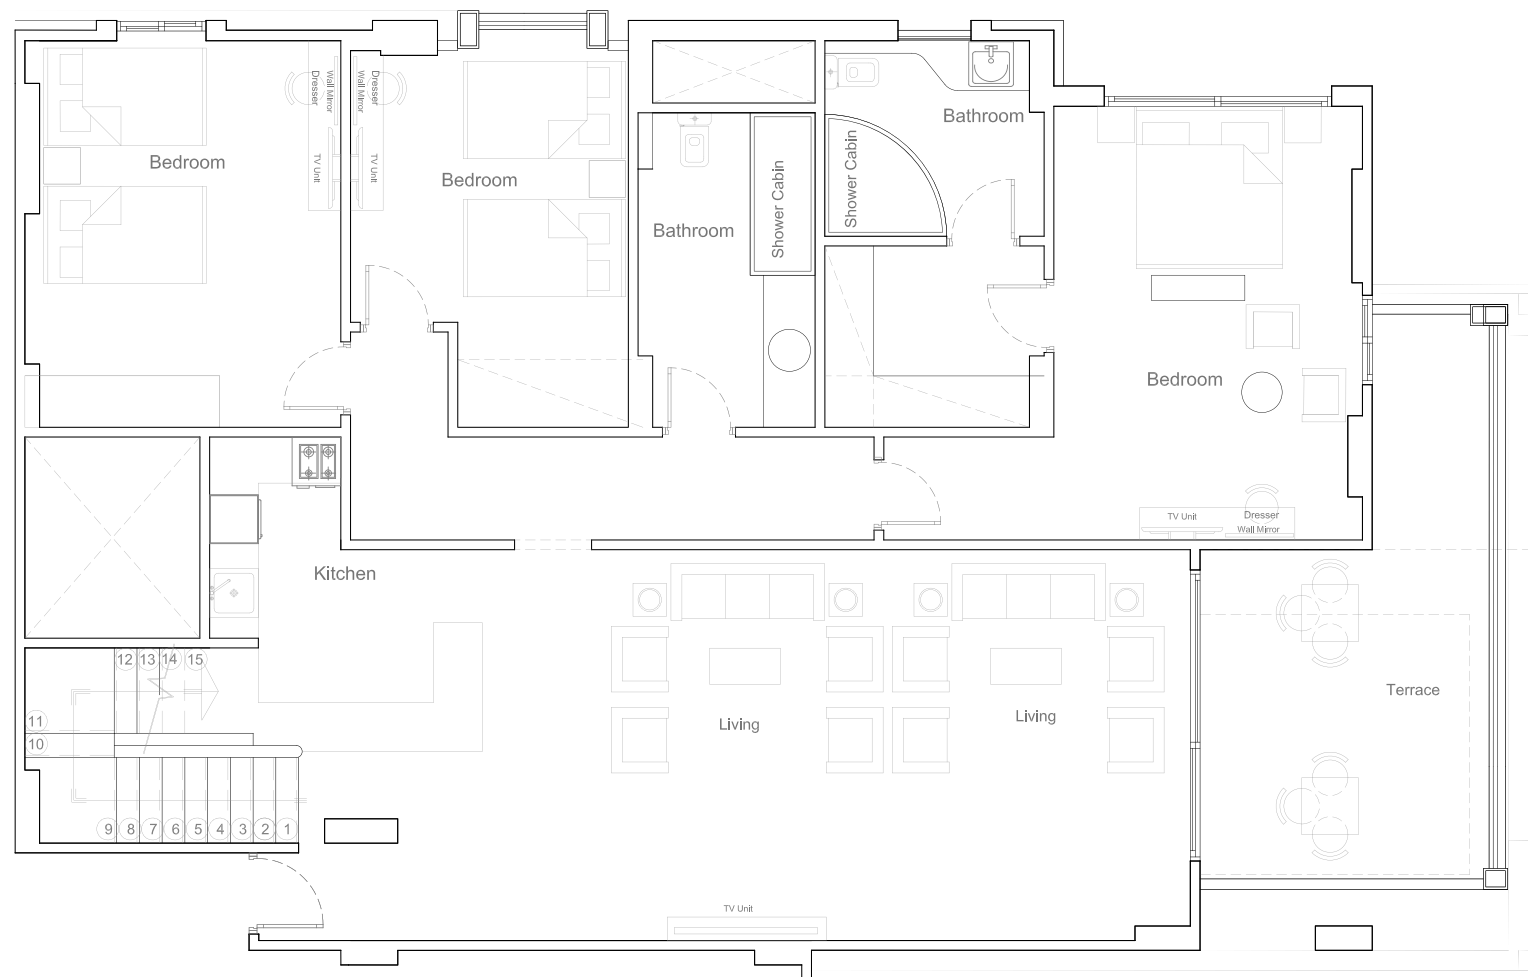 Dresser
Wall Mirror
TV Unit
Wall Mirror
Dresser
TV Unit
Bedroom
Bedroom
Bathroom
Shower Cabin
Bathroom
Shower Cabin
Bedroom
TV Unit
Dresser
Wall Mirror
Kitchen
12
13
14
15
11
10
9
8
7
6
5
4
3
2
1
Living
Living
Terrace
TV Unit